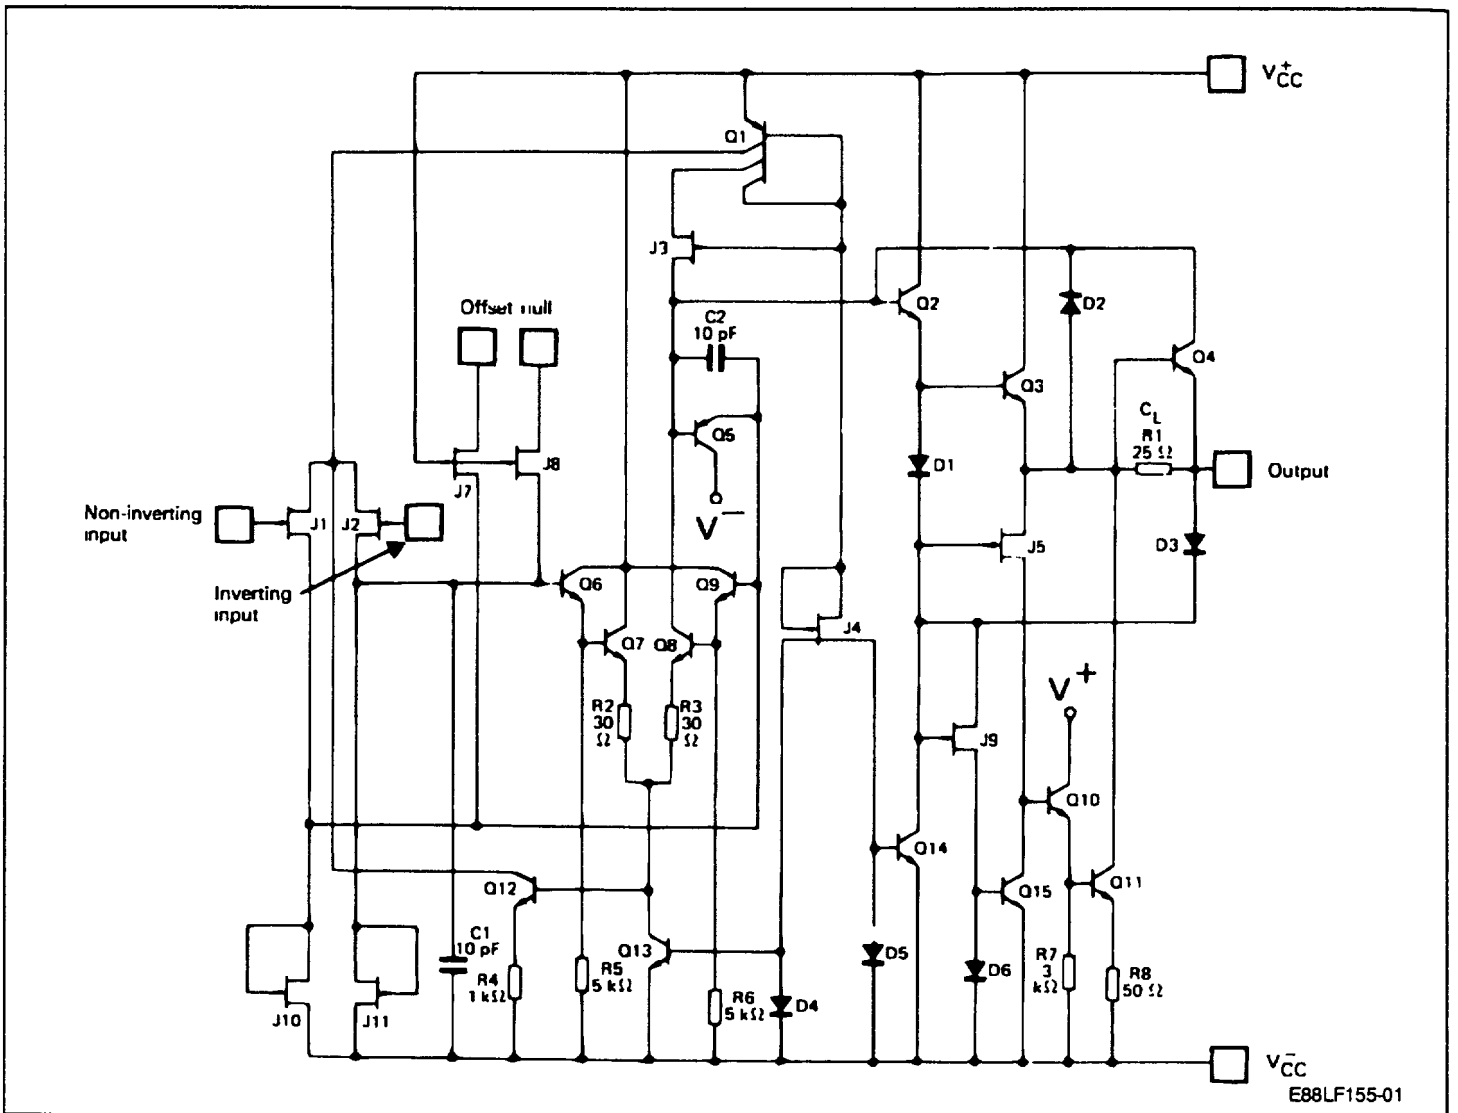 V+CC
Q1
J3
Offset null
C2
10 pF
Q2
D2
Q4
Q3
Q5
V−
CL
R1
25 Ω
Output
D1
J7
J8
Non-inverting
input
J1
J2
J5
D3
Inverting
input
Q6
Q9
Q7
Q8
J4
R2
30
Ω
R3
30
Ω
V+
J9
Q10
Q14
Q12
Q15
Q11
C1
10 pF
Q13
R4
1 kΩ
R5
5 kΩ
R6
5 kΩ
D4
D5
D6
R7
3
kΩ
R8
50 Ω
J10
J11
V−CC
E88LF155-01